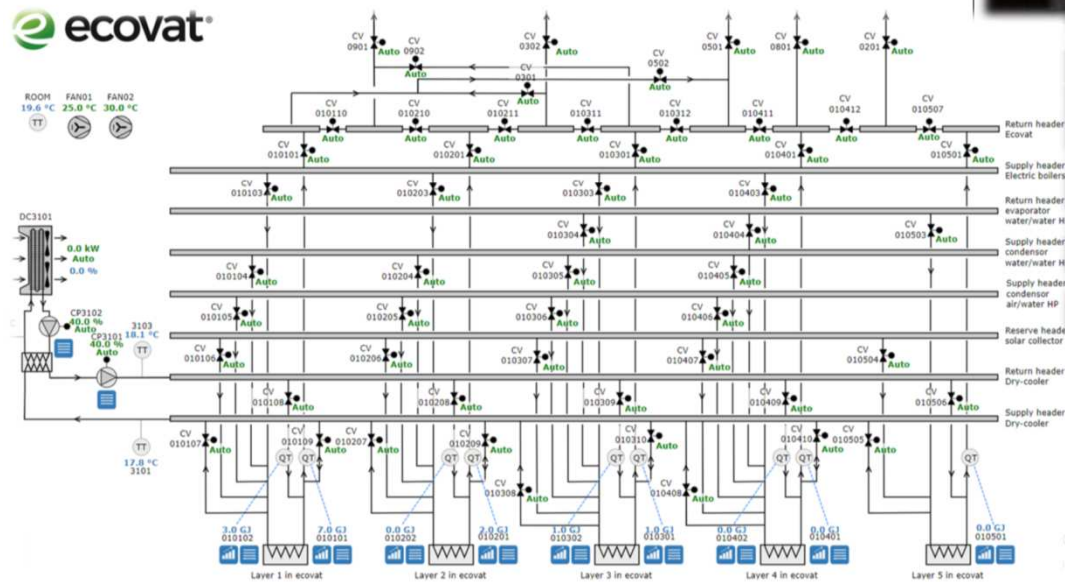 ecovat®
CV
0901
Auto
CV
0902
Auto
CV
0302
Auto
CV
0301
Auto
CV
0502
Auto
CV
0501
Auto
CV
0801
Auto
CV
0201
Auto
ROOM
19.6 °C
TT
FAN01
25.0 °C
FAN02
30.0 °C
CV
010110
Auto
CV
010210
Auto
CV
010211
Auto
CV
010311
Auto
CV
010312
Auto
CV
010411
Auto
CV
010412
Auto
CV
010507
Auto
Return header
Ecovat
CV
010101
Auto
CV
010201
Auto
CV
010301
Auto
CV
010401
Auto
CV
010501
Auto
Supply header
Electric boilers
CV
010103
Auto
CV
010203
Auto
CV
010303
Auto
CV
010403
Auto
Return header
evaporator
water/water H
CV
010304
Auto
CV
010404
Auto
CV
010503
Auto
Supply header
condensor
water/water H
CV
010104
Auto
CV
010204
Auto
CV
010305
Auto
CV
010405
Auto
Supply header
condensor
air/water HP
CV
010105
Auto
CV
010205
Auto
CV
010306
Auto
CV
010406
Auto
Reserve heade
solar collector
CV
010106
Auto
CV
010206
Auto
CV
010307
Auto
CV
010407
Auto
CV
010504
Auto
Return header
Dry-cooler
DC3101
0.0 kW
Auto
0.0 %
CP3102
40.0 %
Auto
CP3101
40.0 %
Auto
3103
18.1 °C
TT
CV
010108
Auto
CV
010208
Auto
CV
010309
Auto
CV
010409
Auto
CV
010506
Auto
Supply header
Dry-cooler
TT
17.8 °C
3101
CV
010107
Auto
CV
010109
Auto
CV
010207
Auto
CV
010209
Auto
CV
010308
Auto
CV
010310
Auto
CV
010408
Auto
CV
010410
Auto
CV
010505
Auto
QT
QT
QT
QT
QT
QT
QT
QT
QT
3.0 GJ
010102
7.0 GJ
010101
0.0 GJ
010202
2.0 GJ
010201
1.0 GJ
010302
1.0 GJ
010301
0.0 GJ
010402
0.0 GJ
010401
0.0 GJ
010501
Layer 1 in ecovat
Layer 2 in ecovat
Layer 3 in ecovat
Layer 4 in ecovat
Layer 5 in ecovat